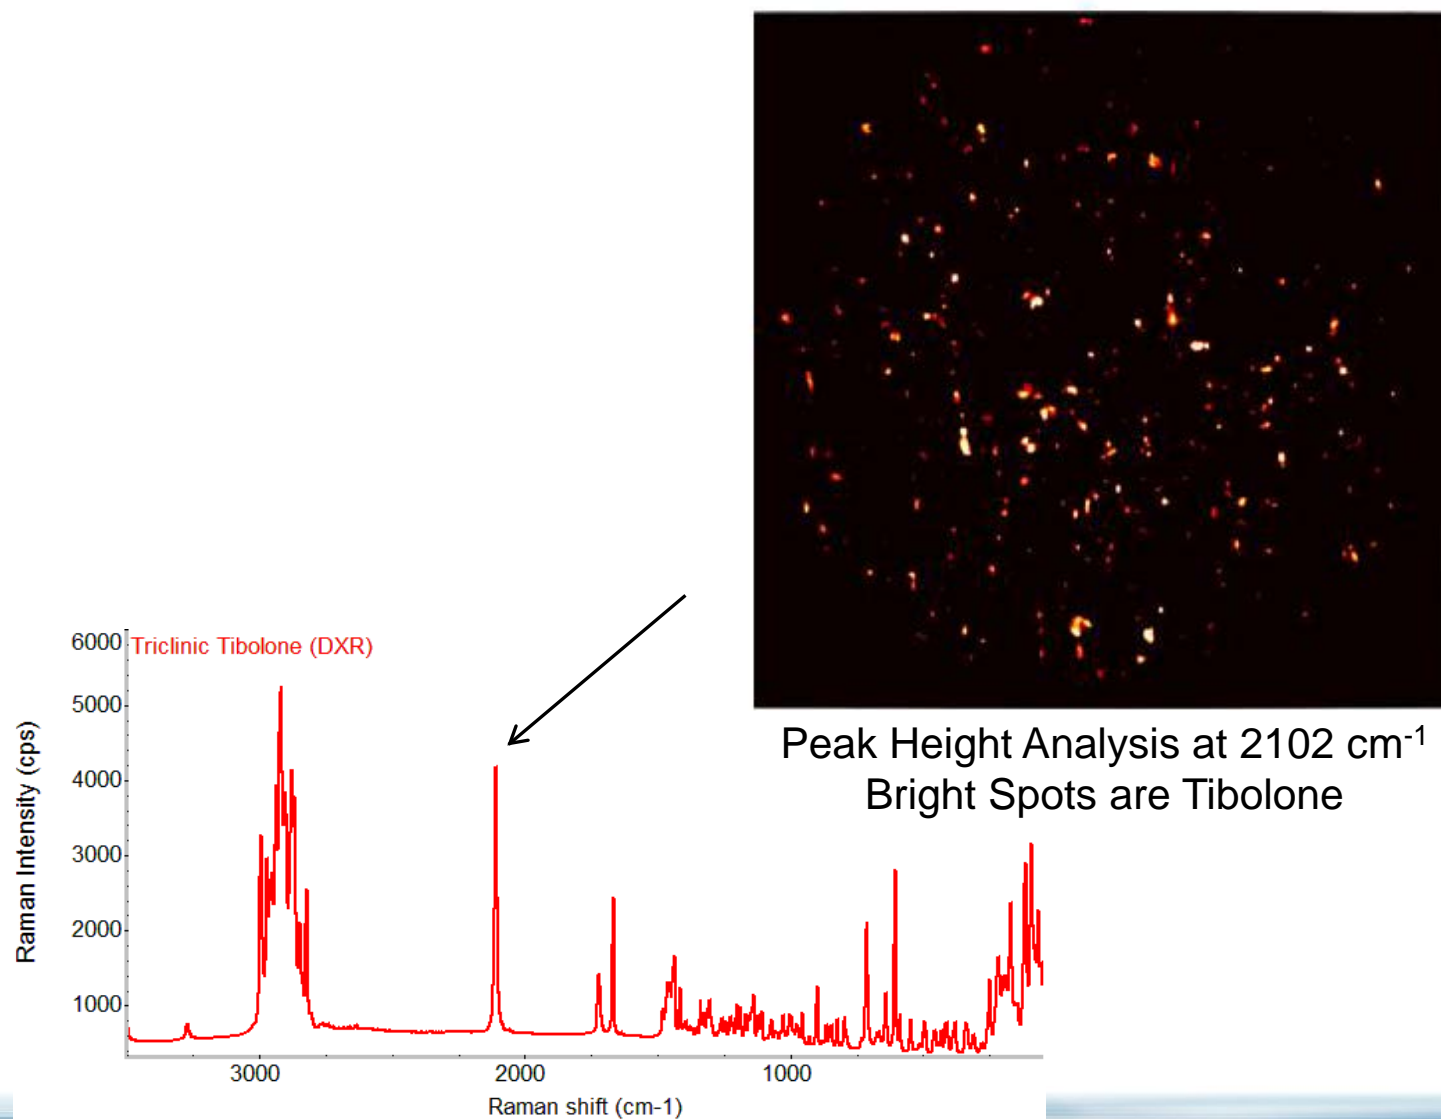 Peak Height Analysis at 2102 cm-1
Bright Spots are Tibolone
Triclinic Tibolone (DXR)
Raman Intensity (cps)
6000
5000
4000
3000
2000
1000
3000 2000 1000
Raman shift (cm-1)